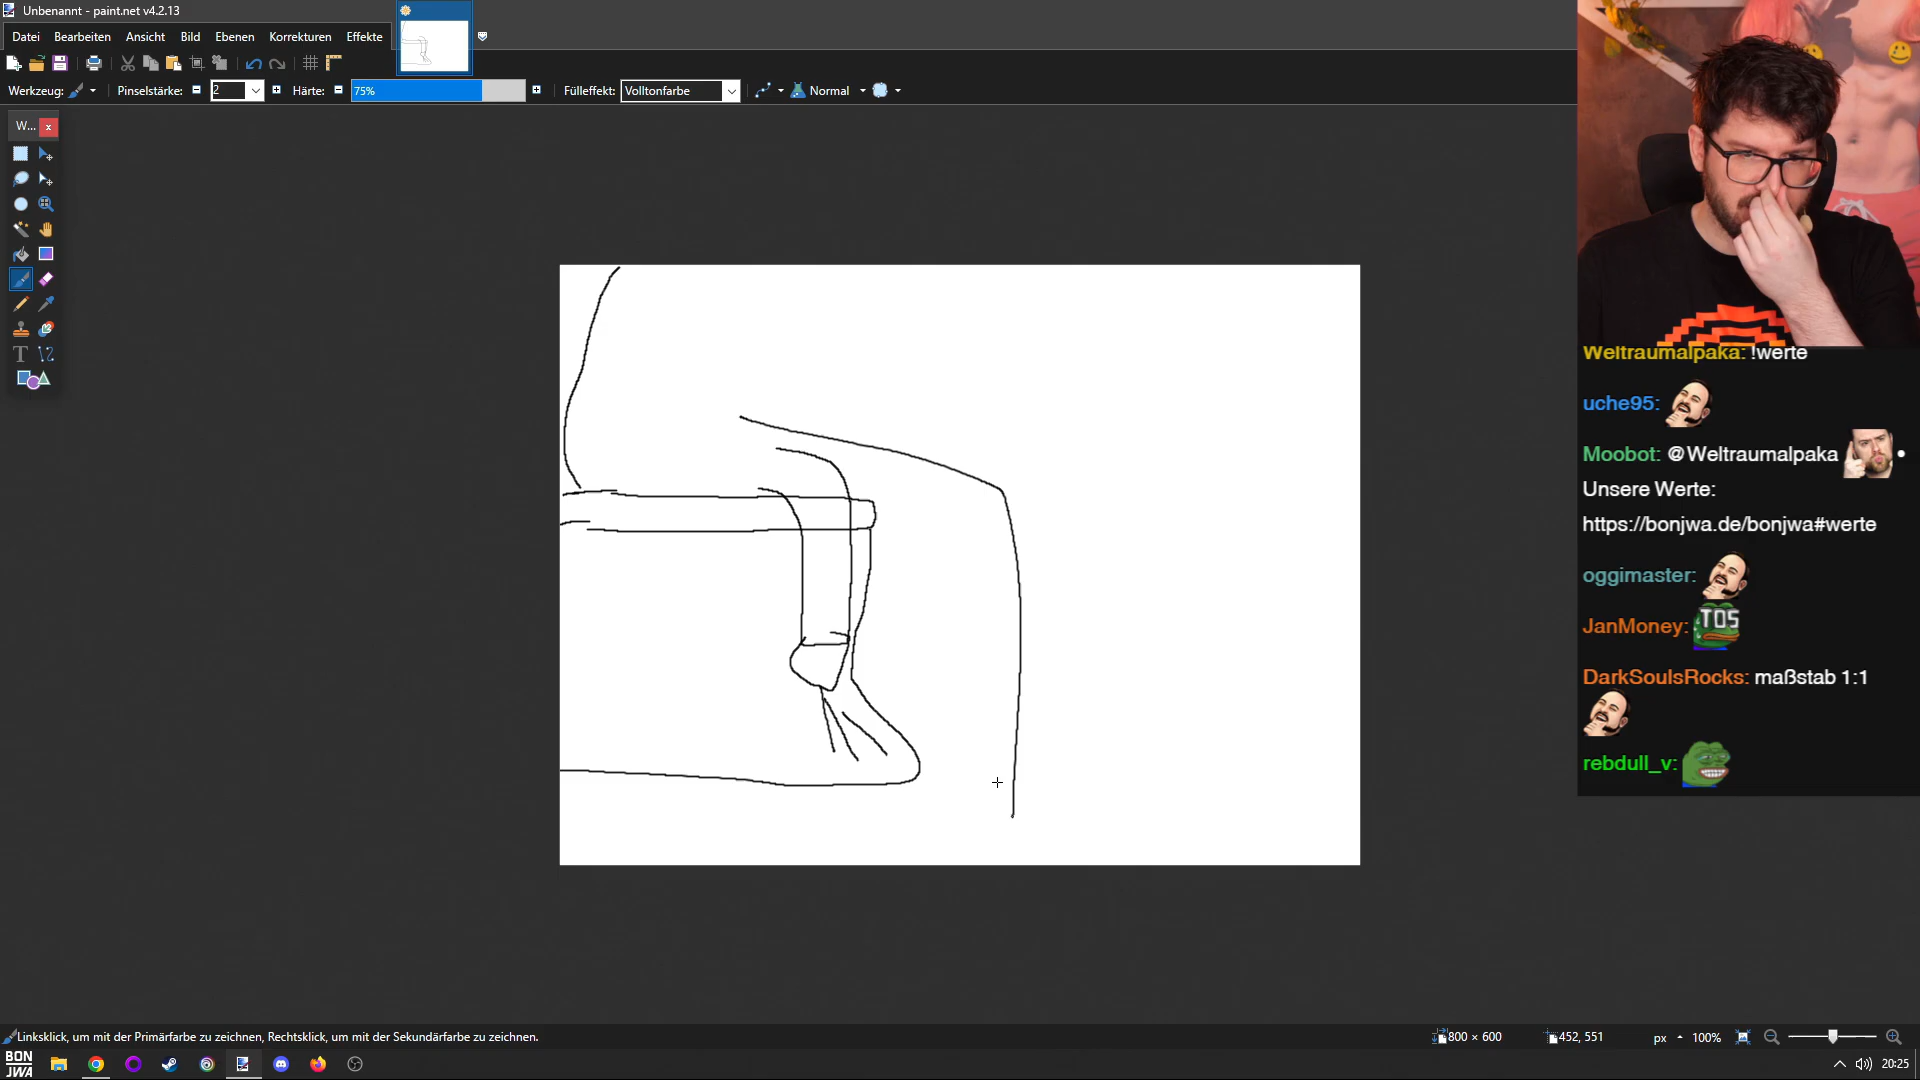 Unbenannt - paint.net v4.2.13
Datei Bearbeiten Ansicht Bild Ebenen Korrekturen Effekte
Werkzeug: Pinselstärke: 2 Härte: 75% Fülleffekt: Volltonfarbe Normal
W...
Weltraumalpaka: !werte
uche95:
Moobot: @Weltraumalpaka •
Unsere Werte:
https://bonjwa.de/bonjwa#werte
oggimaster:
JanMoney: TOS
DarkSoulsRocks: maßstab 1:1
rebdull_v:
Linksklick, um mit der Primärfarbe zu zeichnen, Rechtsklick, um mit der Sekundärfarbe zu zeichnen.
800 × 600 452, 551 px 100%
BON
JWA
20:25